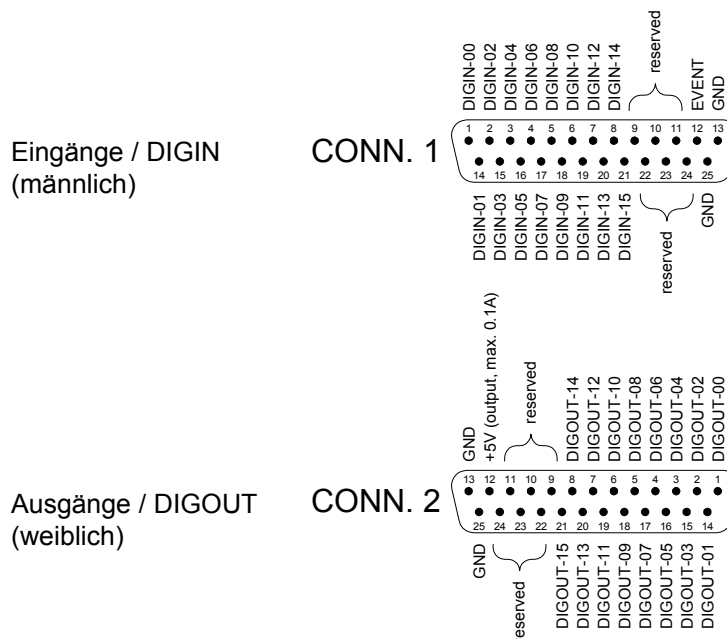 DIGIN-00
DIGIN-02
DIGIN-04
DIGIN-06
DIGIN-08
DIGIN-10
DIGIN-12
DIGIN-14
reserved
EVENT
GND
Eingänge / DIGIN
(männlich)
CONN. 1
1 2 3 4 5 6 7 8 9 10 11 12 13
14 15 16 17 18 19 20 21 22 23 24 25
DIGIN-01
DIGIN-03
DIGIN-05
DIGIN-07
DIGIN-09
DIGIN-11
DIGIN-13
DIGIN-15
reserved
GND
GND
+5V (output, max. 0.1A)
reserved
DIGOUT-14
DIGOUT-12
DIGOUT-10
DIGOUT-08
DIGOUT-06
DIGOUT-04
DIGOUT-02
DIGOUT-00
Ausgänge / DIGOUT
(weiblich)
CONN. 2
13 12 11 10 9 8 7 6 5 4 3 2 1
25 24 23 22 21 20 19 18 17 16 15 14
GND
reserved
DIGOUT-15
DIGOUT-13
DIGOUT-11
DIGOUT-09
DIGOUT-07
DIGOUT-05
DIGOUT-03
DIGOUT-01